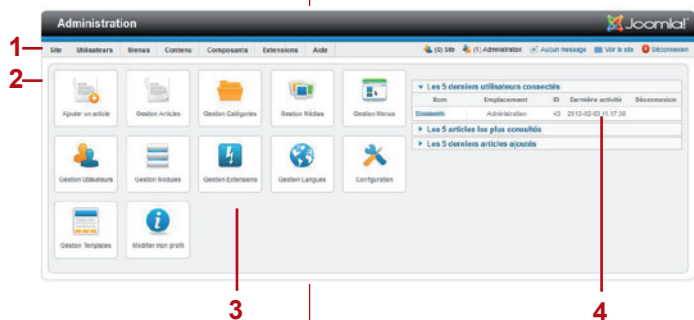 Administration
Joomla!
1
Site Utilisateurs Menus Contenu Composants Extensions Aide (0) Site (1) Administration Aucun message Voir le site Déconnexion
2
Ajouter un article Gestion Articles Gestion Catégories Gestion Médias Gestion Menus
Gestion Utilisateurs Gestion Modules Gestion Extensions Gestion Langues Configuration
Gestion Templates Modifier mon profil
Les 5 derniers utilisateurs connectés
Nom Emplacement ID Dernière activité Déconnexion
Administration 43 2012-02-03 11:17:38
Les 5 articles les plus consultés
Les 5 derniers articles ajoutés
3
4